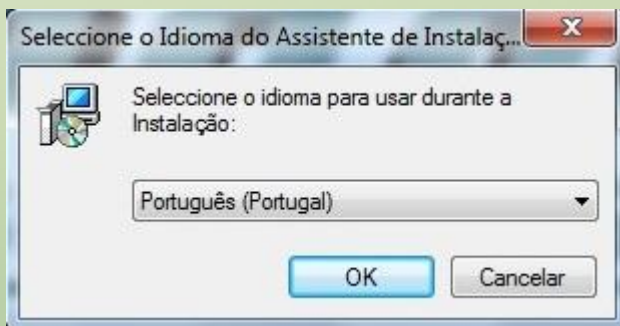 Seleccione o Idioma do Assistente de Instalaç...
Seleccione o idioma para usar durante a
Instalação:
Português (Portugal)
OK
Cancelar